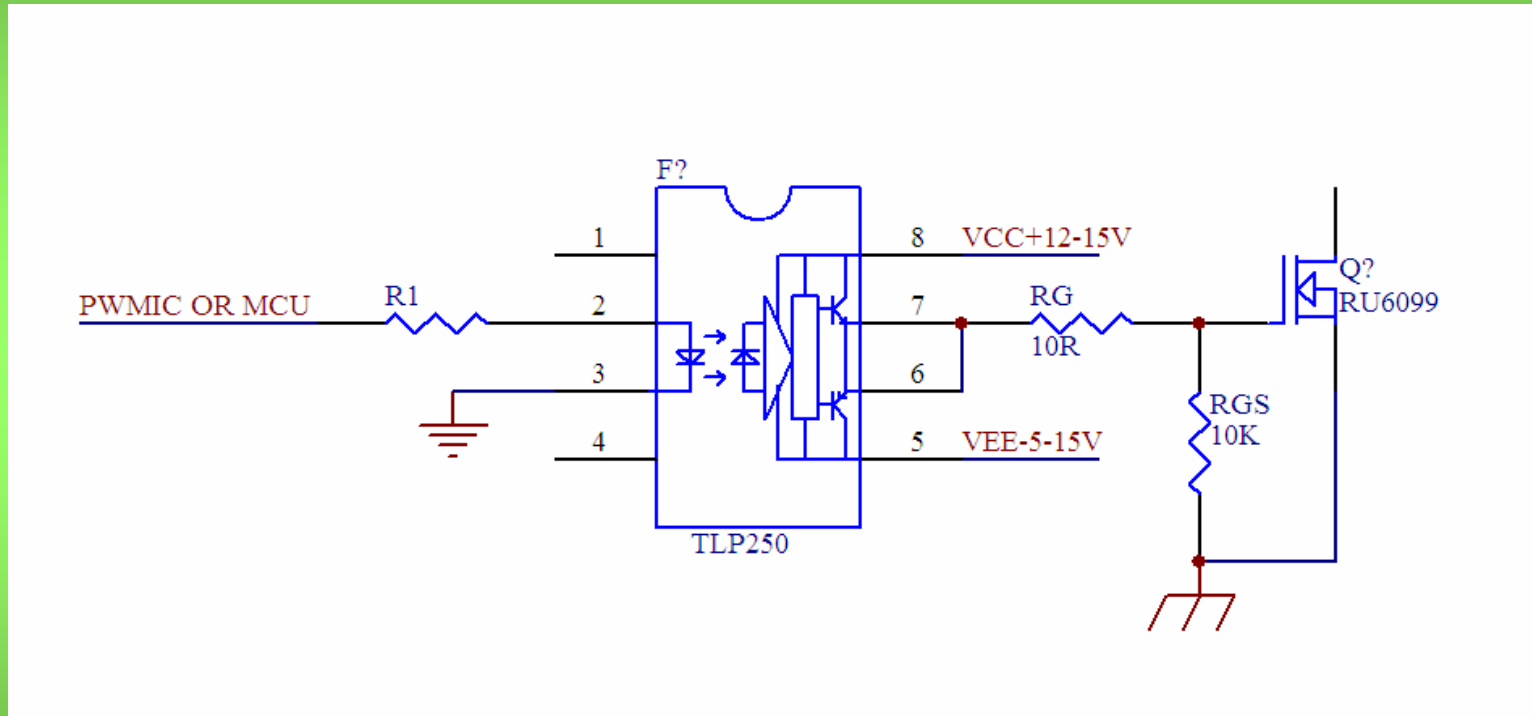 F?
1
8
VCC+12-15V
PWMIC OR MCU
R1
2
7
RG
10R
Q?
RU6099
3
6
RGS
10K
4
5
VEE-5-15V
TLP250